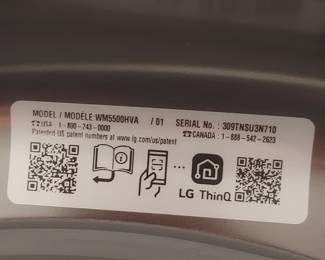 MODEL / MODELE:WM5500HVA / 01 SERIAL No. : 309TNSU3N710
☎USA 1-800-243-0000 ☎CANADA : 1-888-542-2623
Patented US patent numbers at www.lg.com/us/patent
LG ThinQ